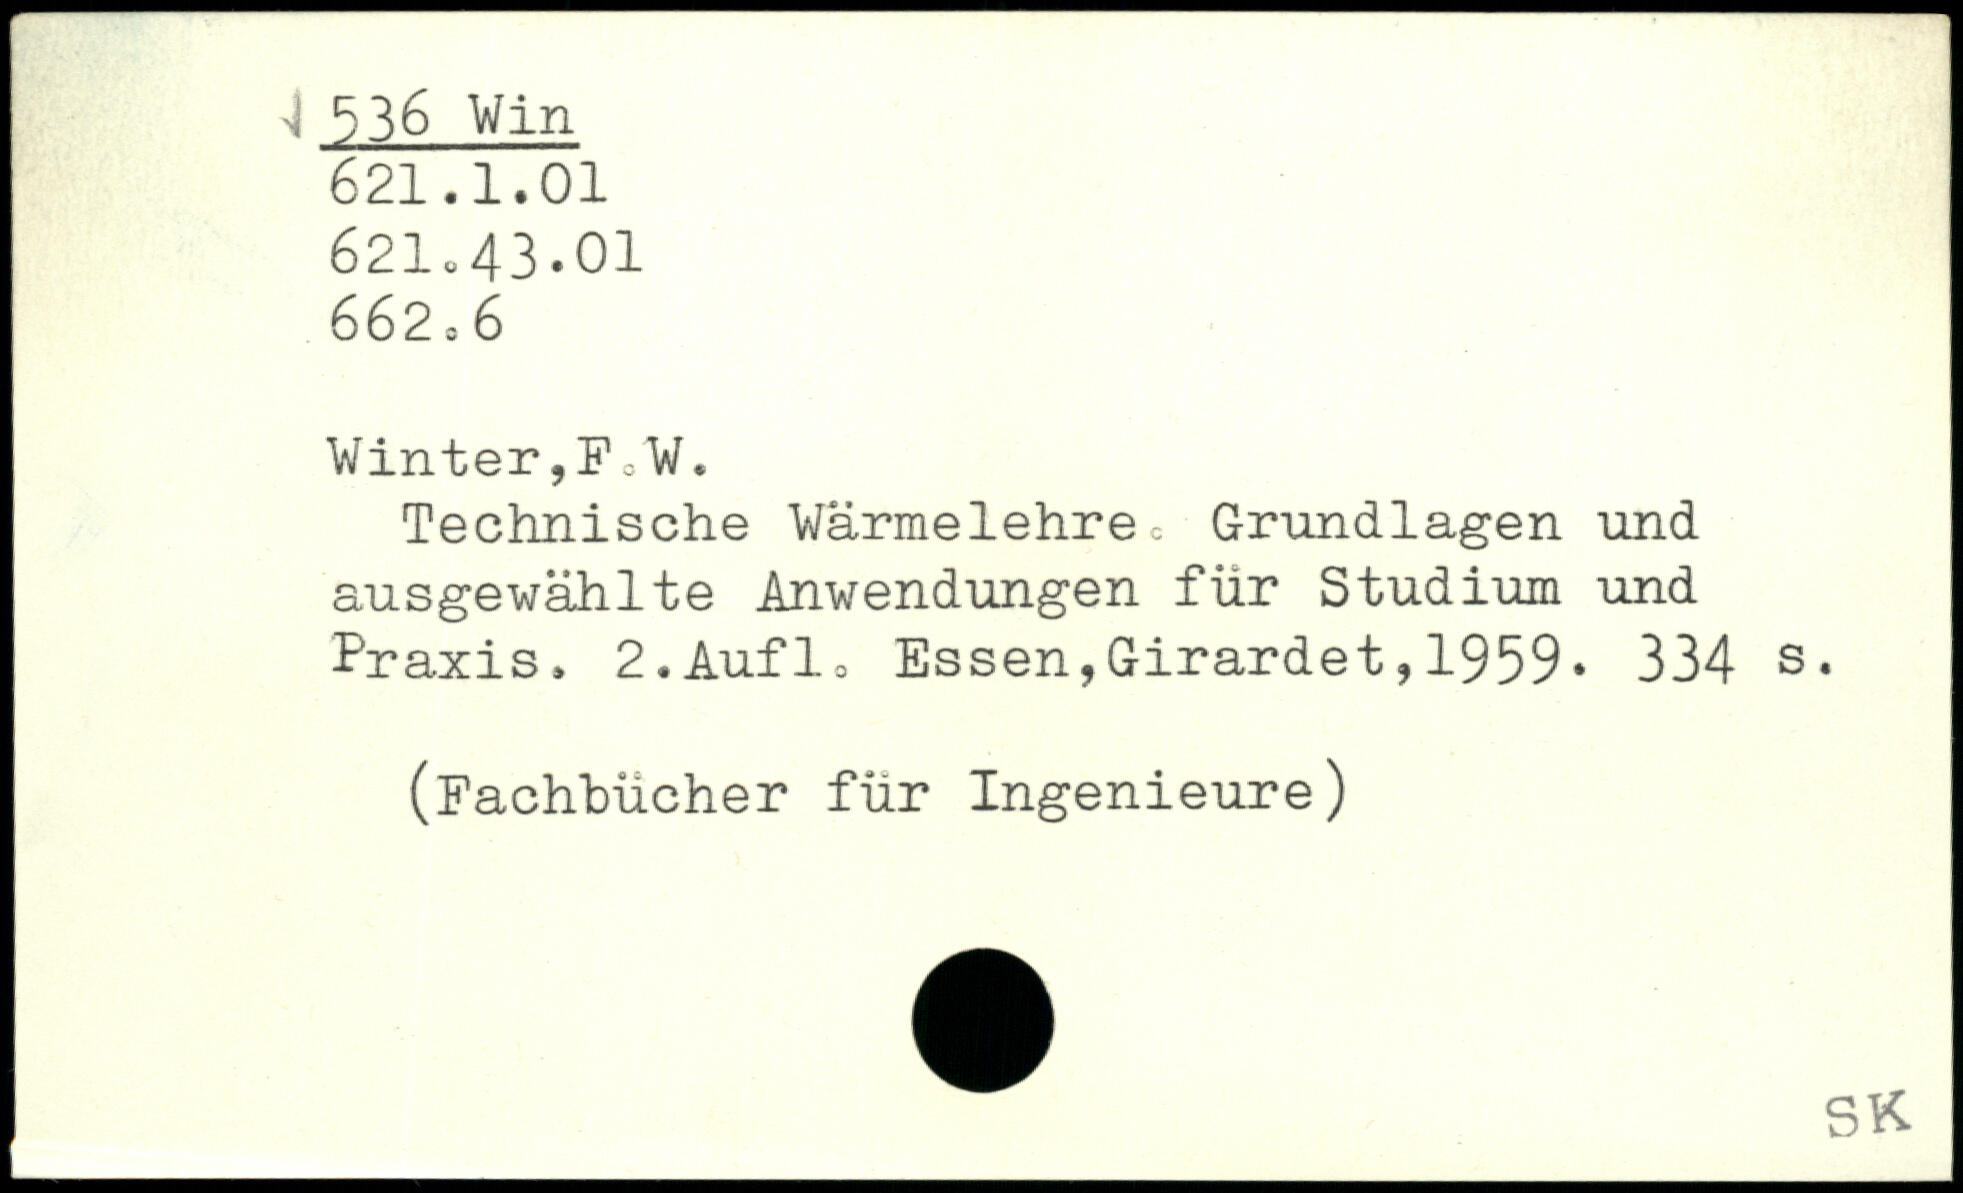 536 Win
621.1.01
621.43.01
662.6
Winter,F.W.
Technische Wärmelehre. Grundlagen und
ausgewählte Anwendungen für Studium und
Praxis. 2.Aufl. Essen,Girardet,1959. 334 s.
(Fachbücher für Ingenieure)
SK